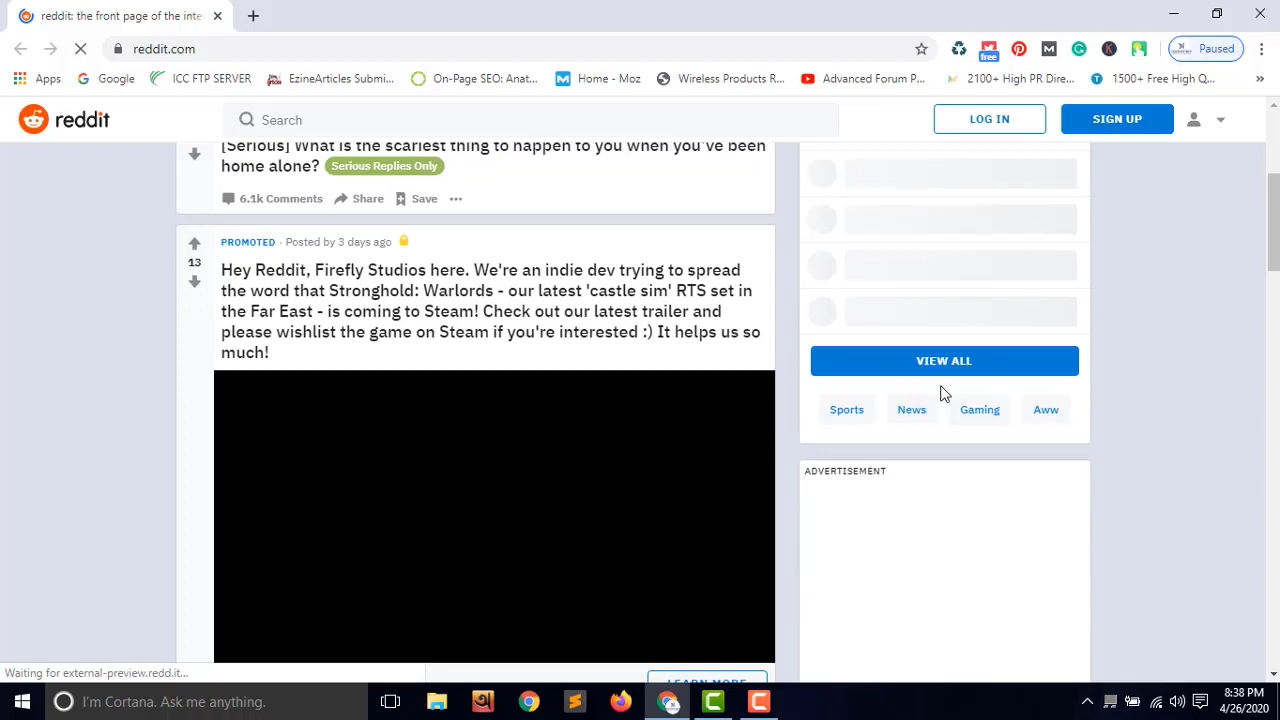 reddit: the front page of the inte
reddit.com
free
Paused
Apps
Google
ICC FTP SERVER
EzineArticles Submi...
On-Page SEO: Anat...
Home - Moz
Wireless Products R...
Advanced Forum P...
2100+ High PR Dire...
1500+ Free High Q...
»
reddit
Search
LOG IN
SIGN UP
[Serious] What is the scariest thing to happen to you when you've been
home alone? Serious Replies Only
6.1k Comments
Share
Save
PROMOTED · Posted by 3 days ago
13
Hey Reddit, Firefly Studios here. We're an indie dev trying to spread
the word that Stronghold: Warlords - our latest 'castle sim' RTS set in
the Far East - is coming to Steam! Check out our latest trailer and
please wishlist the game on Steam if you're interested :) It helps us so
much!
LEARN MORE
VIEW ALL
Sports
News
Gaming
Aww
ADVERTISEMENT
Waiting for external-preview.redd.it...
I'm Cortana. Ask me anything.
8:38 PM
4/26/2020